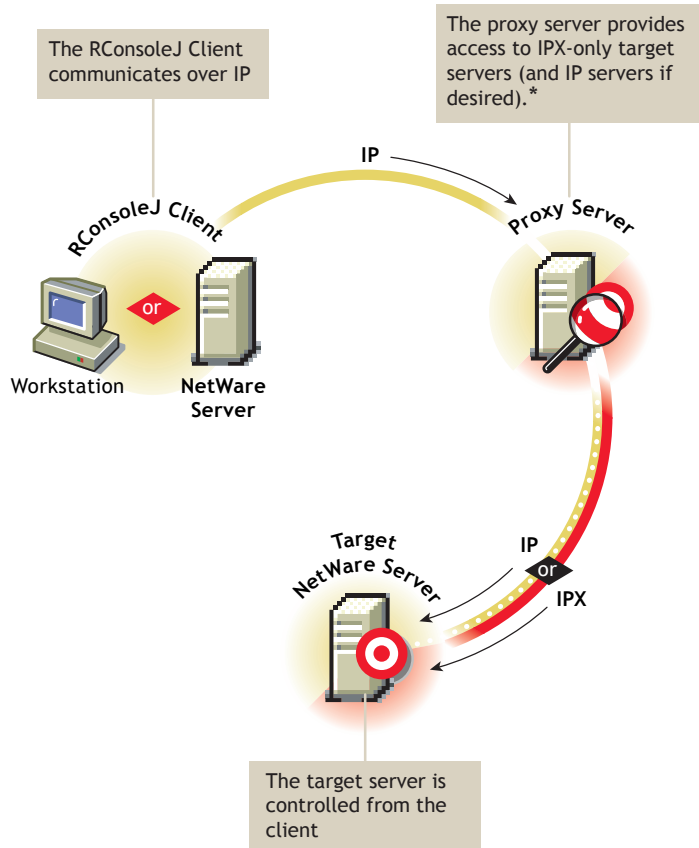 The RConsoleJ Client
communicates over IP
The proxy server provides
access to IPX-only target
servers (and IP servers if
desired).*
IP
RConsoleJ Client
Proxy Server
or
Workstation
NetWare
Server
Target
NetWare Server
IP
or
IPX
The target server is
controlled from the
client